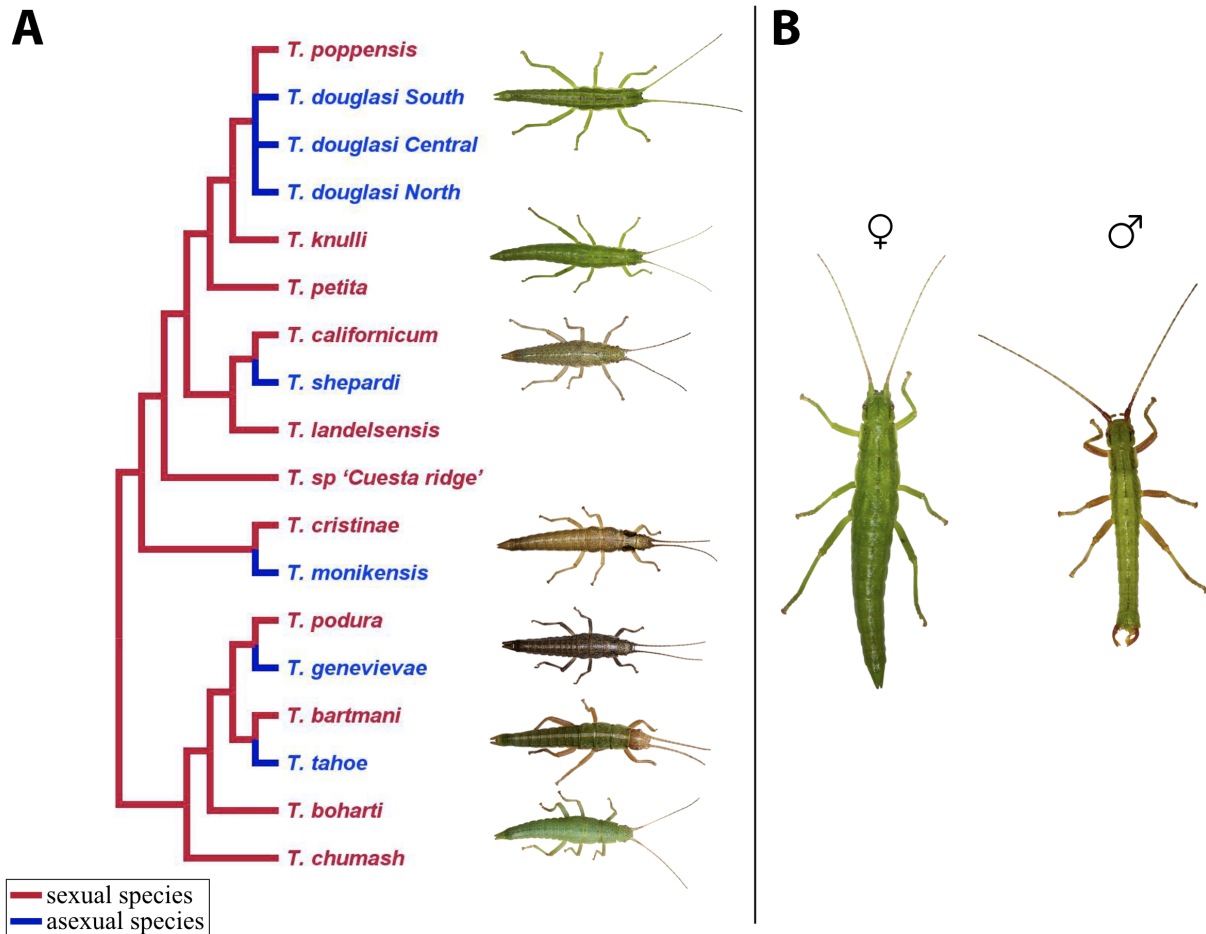 A
B
T. poppensis
T. douglasi South
T. douglasi Central
T. douglasi North
T. knulli
T. petita
T. californicum
T. shepardi
T. landelsensis
T. sp ‘Cuesta ridge’
T. cristinae
T. monikensis
T. podura
T. genevievae
T. bartmani
T. tahoe
T. boharti
T. chumash
sexual species
asexual species
♀
♂